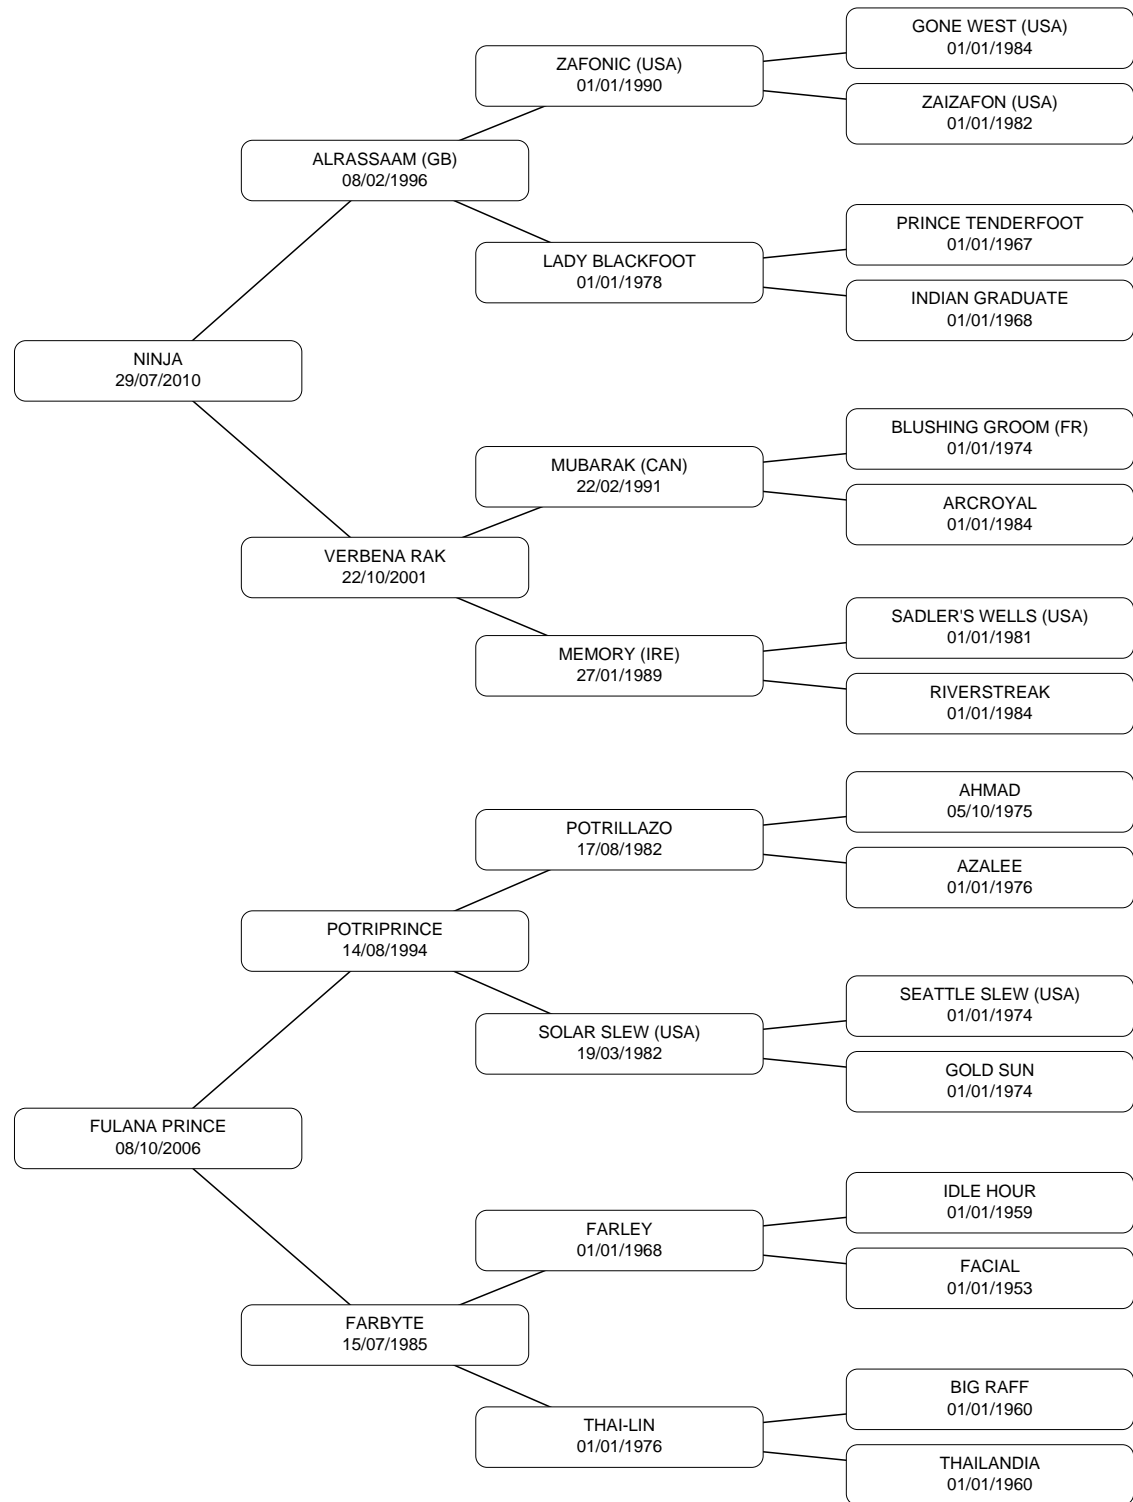 GONE WEST (USA)
01/01/1984
ZAFONIC (USA)
01/01/1990
ZAIZAFON (USA)
01/01/1982
ALRASSAAM (GB)
08/02/1996
PRINCE TENDERFOOT
01/01/1967
LADY BLACKFOOT
01/01/1978
INDIAN GRADUATE
01/01/1968
NINJA
29/07/2010
BLUSHING GROOM (FR)
01/01/1974
MUBARAK (CAN)
22/02/1991
ARCROYAL
01/01/1984
VERBENA RAK
22/10/2001
SADLER'S WELLS (USA)
01/01/1981
MEMORY (IRE)
27/01/1989
RIVERSTREAK
01/01/1984
AHMAD
05/10/1975
POTRILLAZO
17/08/1982
AZALEE
01/01/1976
POTRIPRINCE
14/08/1994
SEATTLE SLEW (USA)
01/01/1974
SOLAR SLEW (USA)
19/03/1982
GOLD SUN
01/01/1974
FULANA PRINCE
08/10/2006
IDLE HOUR
01/01/1959
FARLEY
01/01/1968
FACIAL
01/01/1953
FARBYTE
15/07/1985
BIG RAFF
01/01/1960
THAI-LIN
01/01/1976
THAILANDIA
01/01/1960